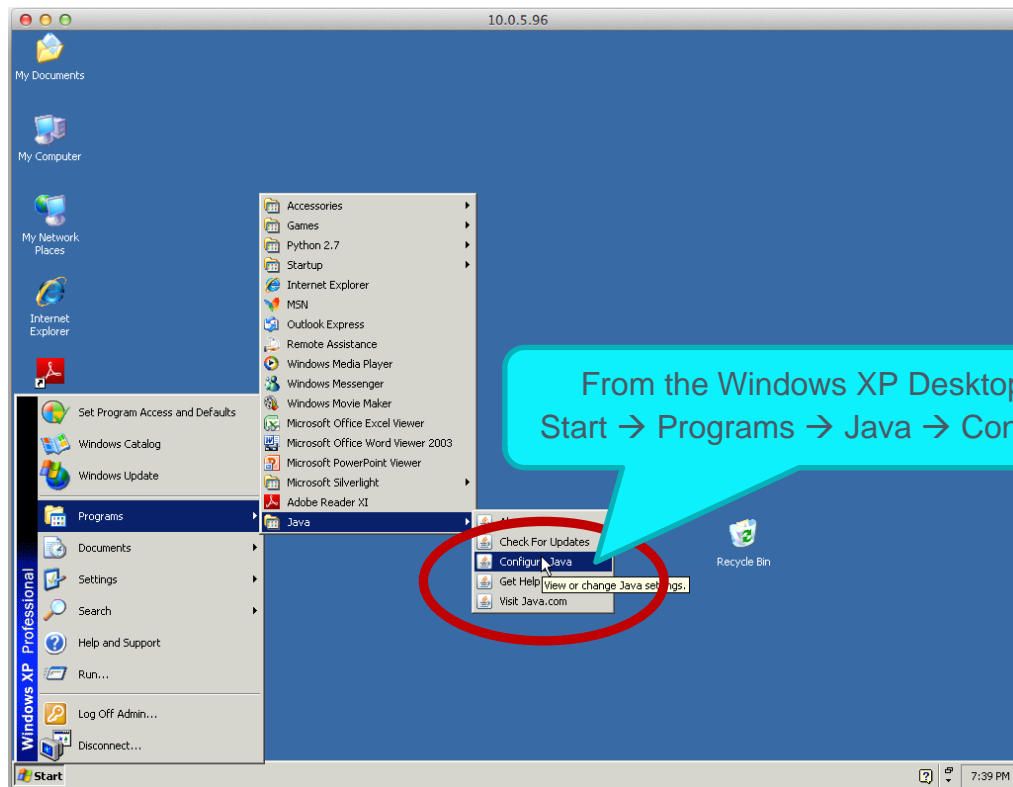 10.0.5.96
My Documents
My Computer
My Network
Places
Internet
Explorer
Set Program Access and Defaults
Windows Catalog
Windows Update
Programs
Documents
Settings
Search
Help and Support
Run...
Log Off Admin...
Disconnect...
Windows XP Professional
Accessories
Games
Python 2.7
Startup
Internet Explorer
MSN
Outlook Express
Remote Assistance
Windows Media Player
Windows Messenger
Windows Movie Maker
Microsoft Office Excel Viewer
Microsoft Office Word Viewer 2003
Microsoft PowerPoint Viewer
Microsoft Silverlight
Adobe Reader XI
Java
Check For Updates
Configure Java
Get Help
View or change Java settings.
Visit Java.com
From the Windows XP Desktop
Start → Programs → Java → Con
Recycle Bin
Start
7:39 PM